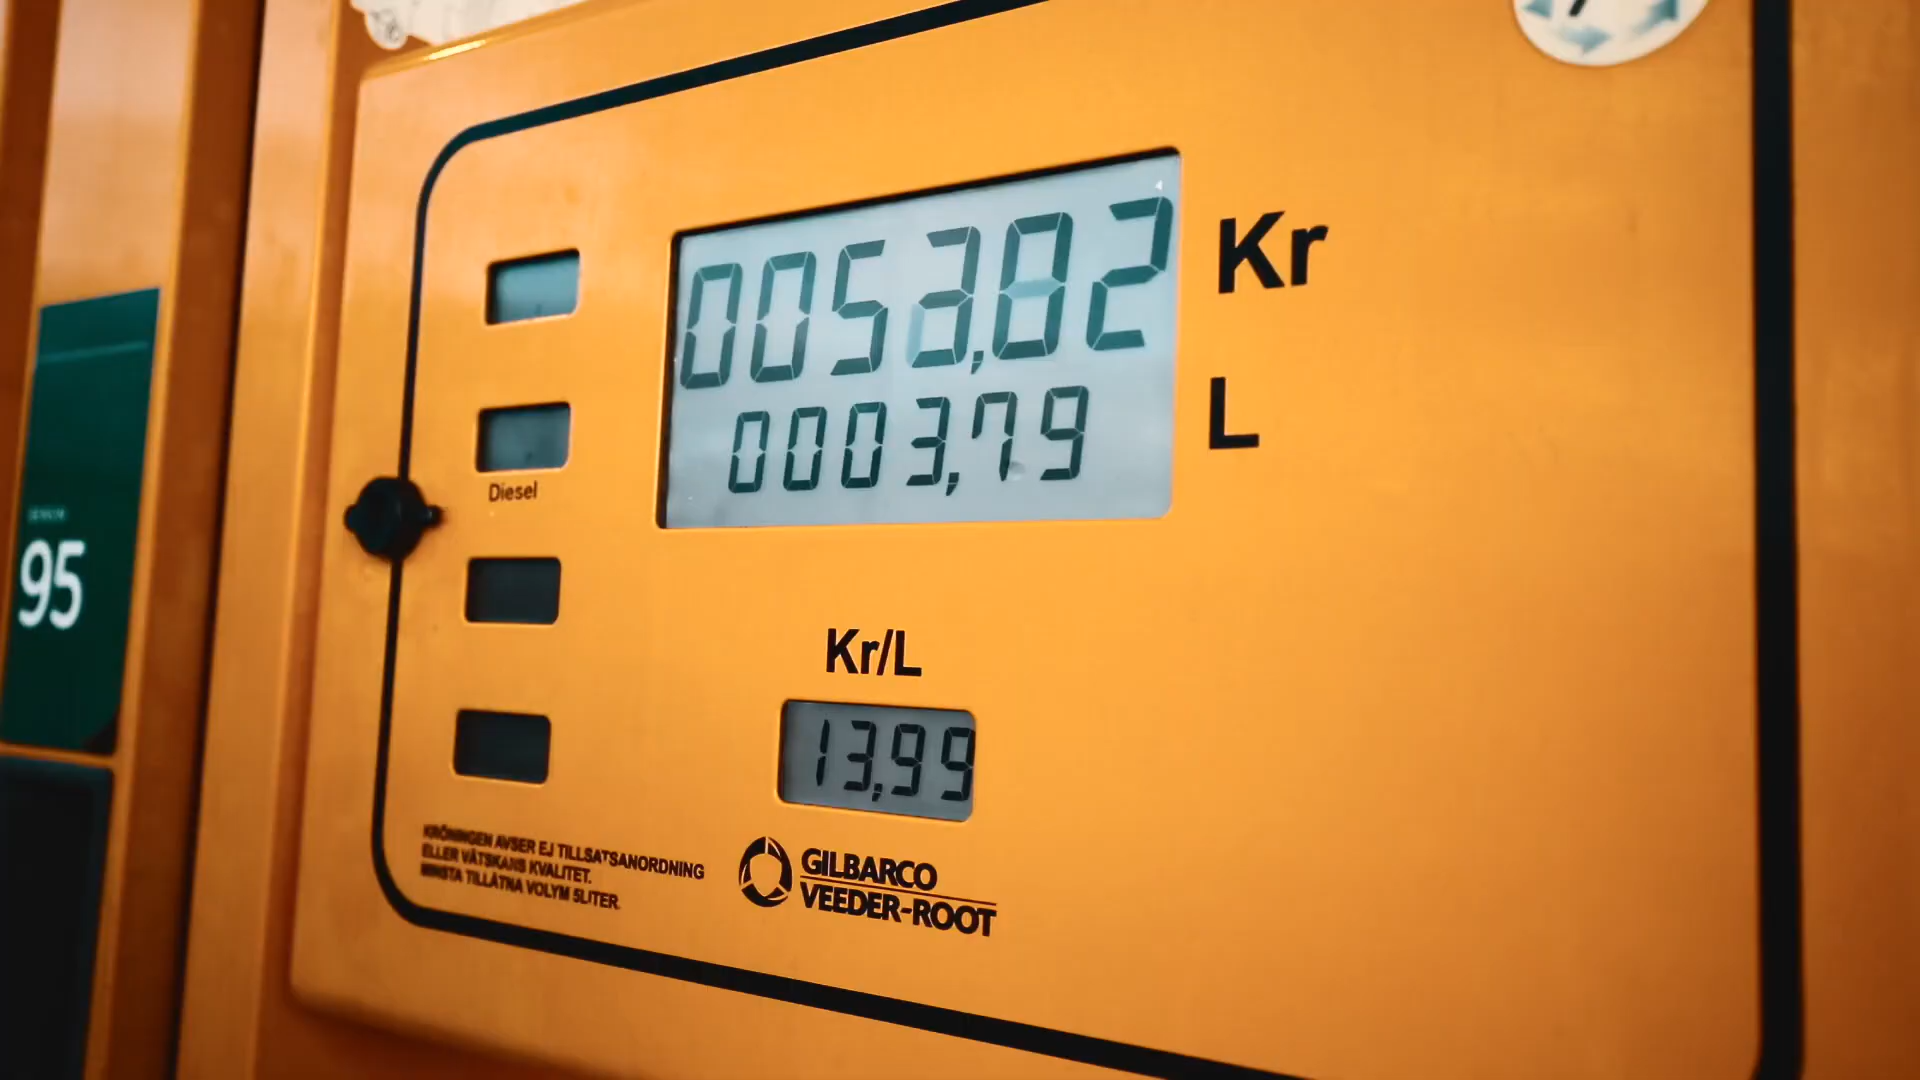 0053,02
Kr
0003,79
L
Diesel
95
Kr/L
13,99
KRÖNINGEN AVSER EJ TILLSATSANORDNING
ELLER VÄTSKANS KVALITET.
MINSTA TILLÅTNA VOLYM 5LITER.
GILBARCO
VEEDER-ROOT